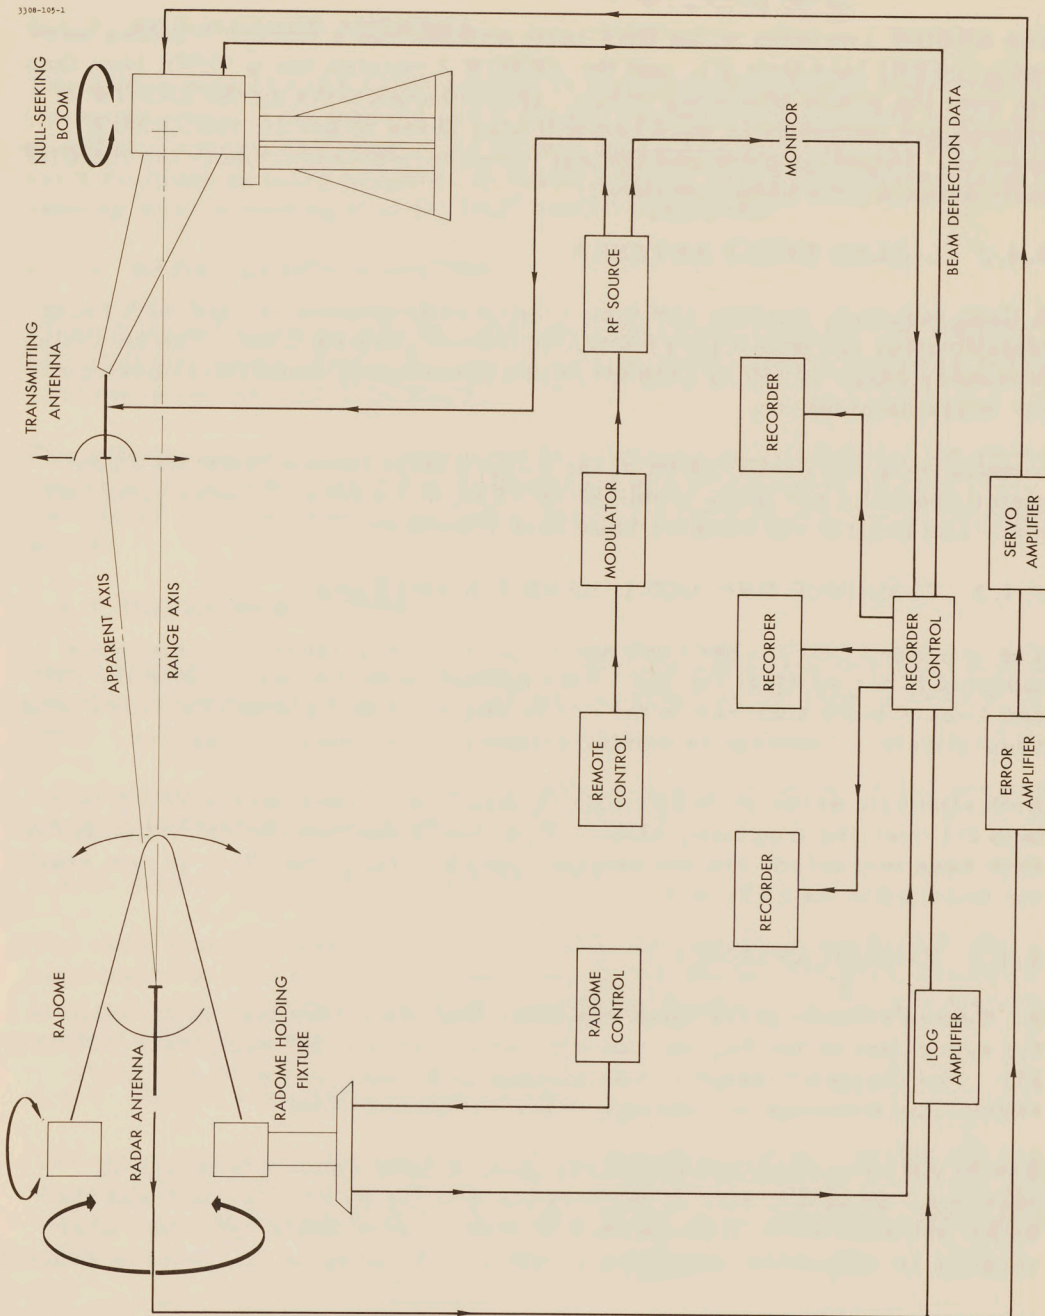 3308-105-1
NULL-SEEKING
BOOM
TRANSMITTING
ANTENNA
APPARENT AXIS
RANGE AXIS
RADOME
RADAR ANTENNA
RADOME HOLDING
FIXTURE
MONITOR
BEAM DEFLECTION DATA
RF SOURCE
MODULATOR
REMOTE
CONTROL
RADOME
CONTROL
RECORDER
RECORDER
RECORDER
RECORDER
CONTROL
LOG
AMPLIFIER
ERROR
AMPLIFIER
SERVO
AMPLIFIER